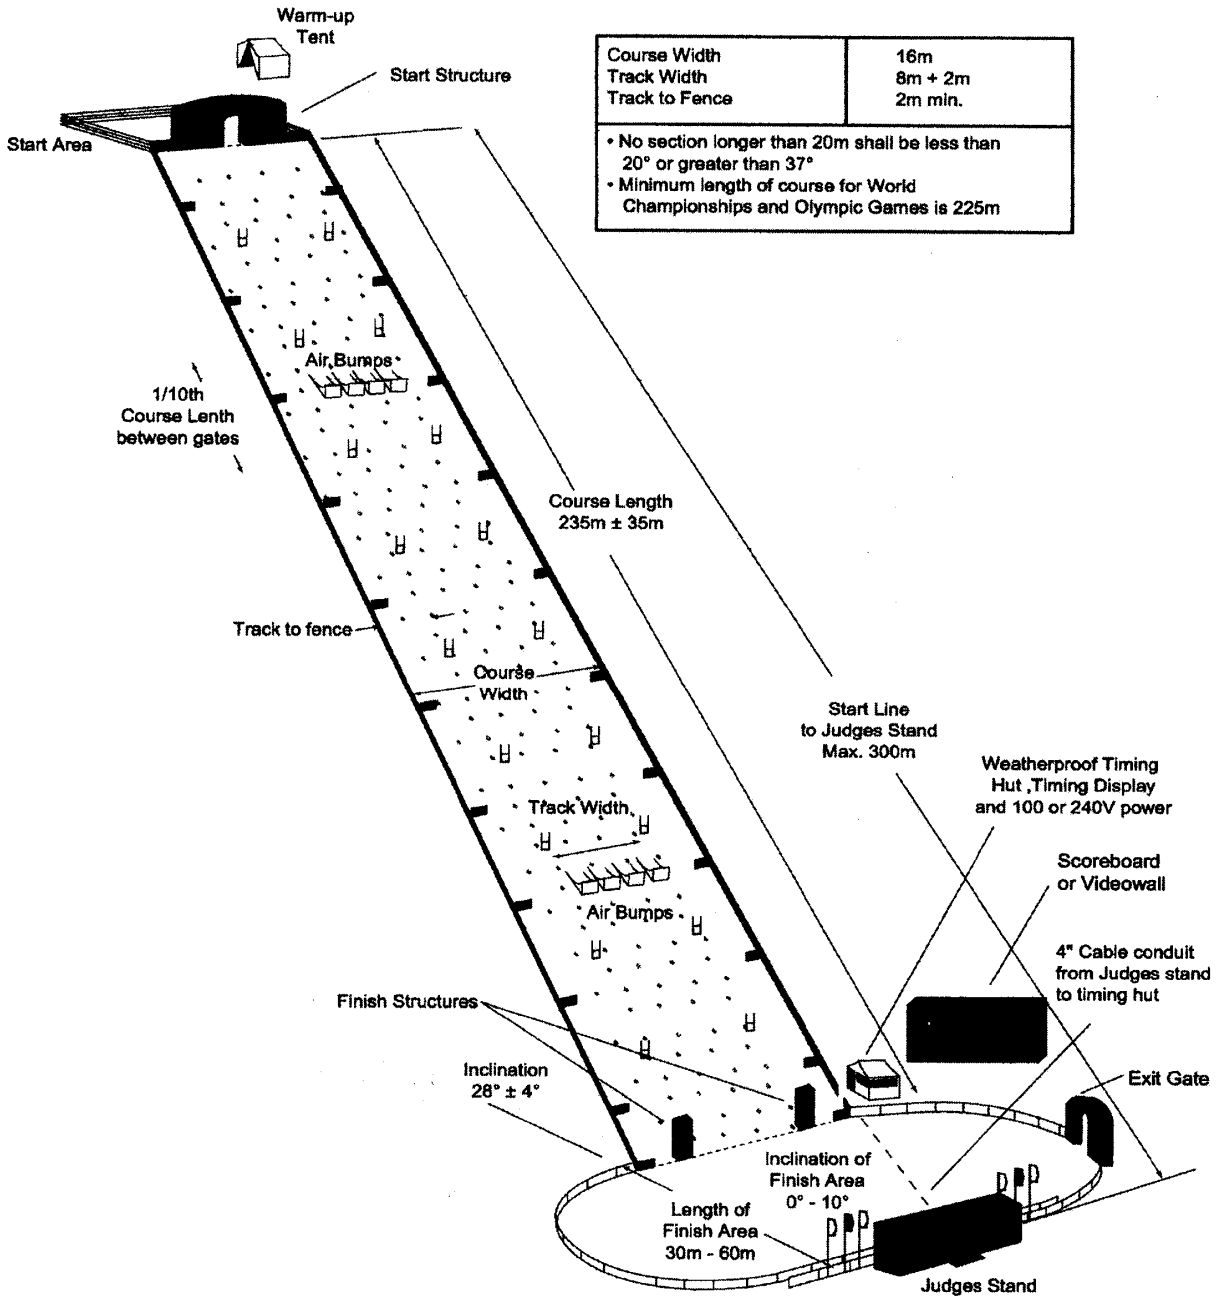 Warm-up
Tent
Start Structure
Start Area
Course Width 16m
Track Width 8m + 2m
Track to Fence 2m min.
• No section longer than 20m shall be less than
20° or greater than 37°
• Minimum length of course for World
Championships and Olympic Games is 225m
Air Bumps
1/10th
Course Lenth
between gates
Course Length
235m ± 35m
Track to fence
Course
Width
Start Line
to Judges Stand
Max. 300m
Weatherproof Timing
Hut ,Timing Display
and 100 or 240V power
Track Width
Scoreboard
or Videowall
Air Bumps
4" Cable conduit
from Judges stand
to timing hut
Finish Structures
Inclination
28° ± 4°
Exit Gate
Inclination of
Finish Area
0° - 10°
Length of
Finish Area
30m - 60m
Judges Stand